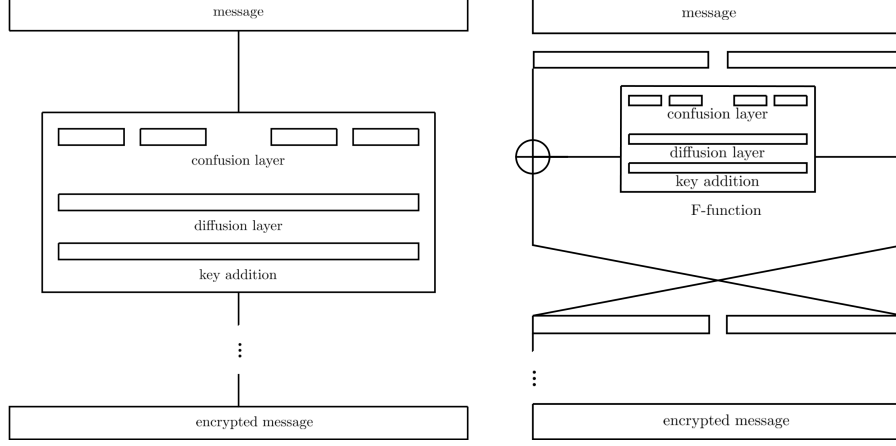 message
confusion layer
diffusion layer
key addition
encrypted message
message
confusion layer
diffusion layer
key addition
F-function
encrypted message